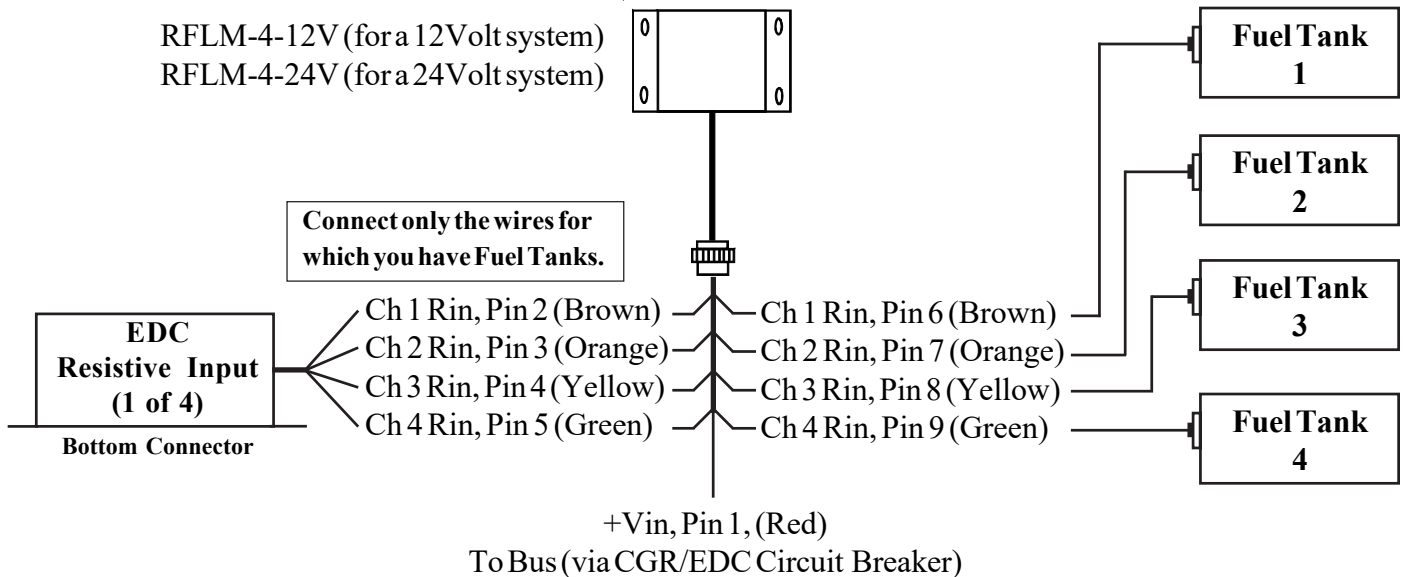 RFLM-4-12V (for a 12Volt system)
RFLM-4-24V (for a 24Volt system)
Fuel Tank
1
Fuel Tank
2
Connect only the wires for
which you have Fuel Tanks.
EDC
Resistive Input
(1 of 4)
Bottom Connector
Ch 1 Rin, Pin 2 (Brown)
Ch 2 Rin, Pin 3 (Orange)
Ch 3 Rin, Pin 4 (Yellow)
Ch 4 Rin, Pin 5 (Green)
Ch 1 Rin, Pin 6 (Brown)
Ch 2 Rin, Pin 7 (Orange)
Ch 3 Rin, Pin 8 (Yellow)
Ch 4 Rin, Pin 9 (Green)
Fuel Tank
3
Fuel Tank
4
+Vin, Pin 1, (Red)
To Bus (via CGR/EDC Circuit Breaker)